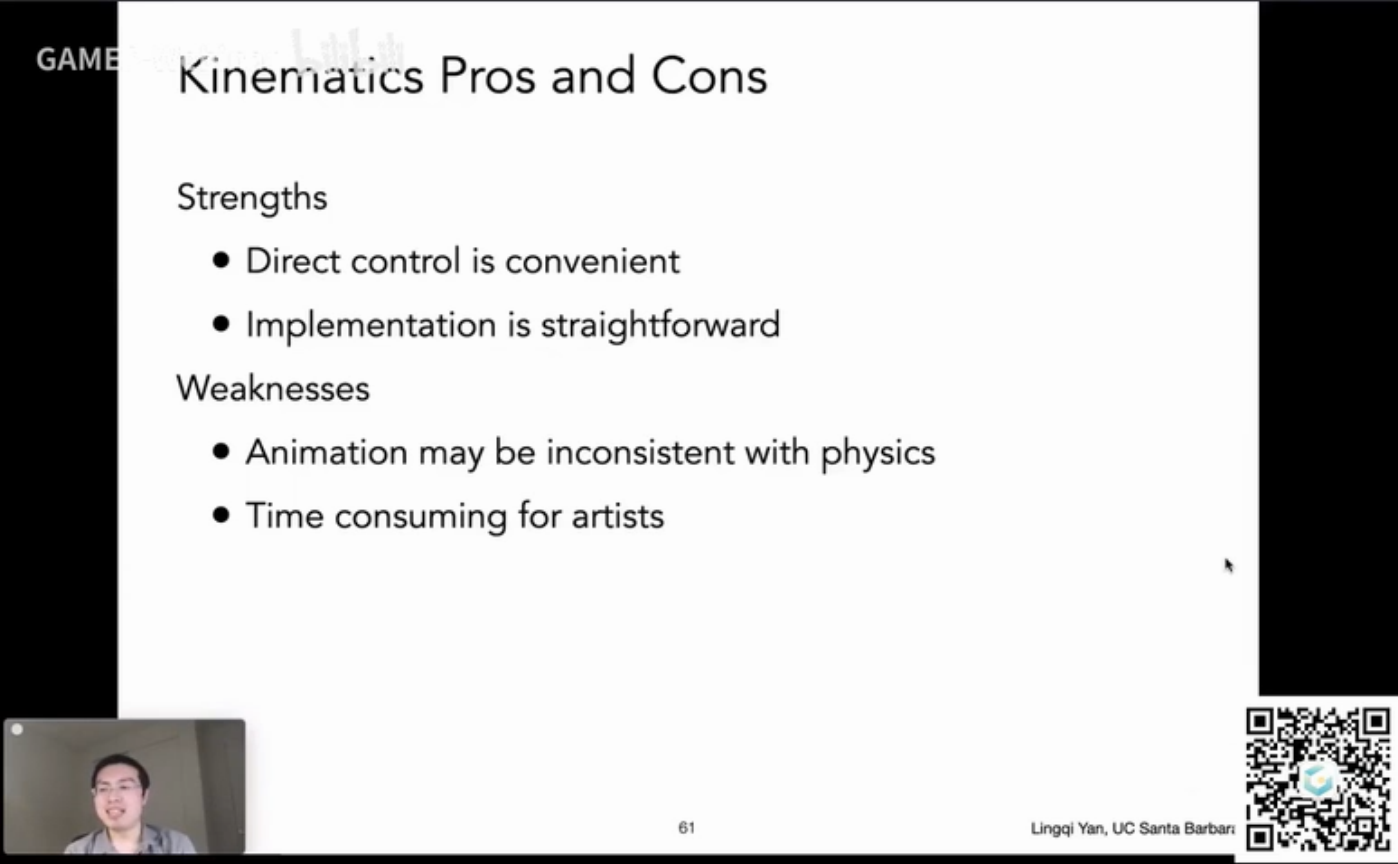 GAME
Kinematics Pros and Cons
Strengths
● Direct control is convenient
● Implementation is straightforward
Weaknesses
● Animation may be inconsistent with physics
● Time consuming for artists
61
Lingqi Yan, UC Santa Barbara